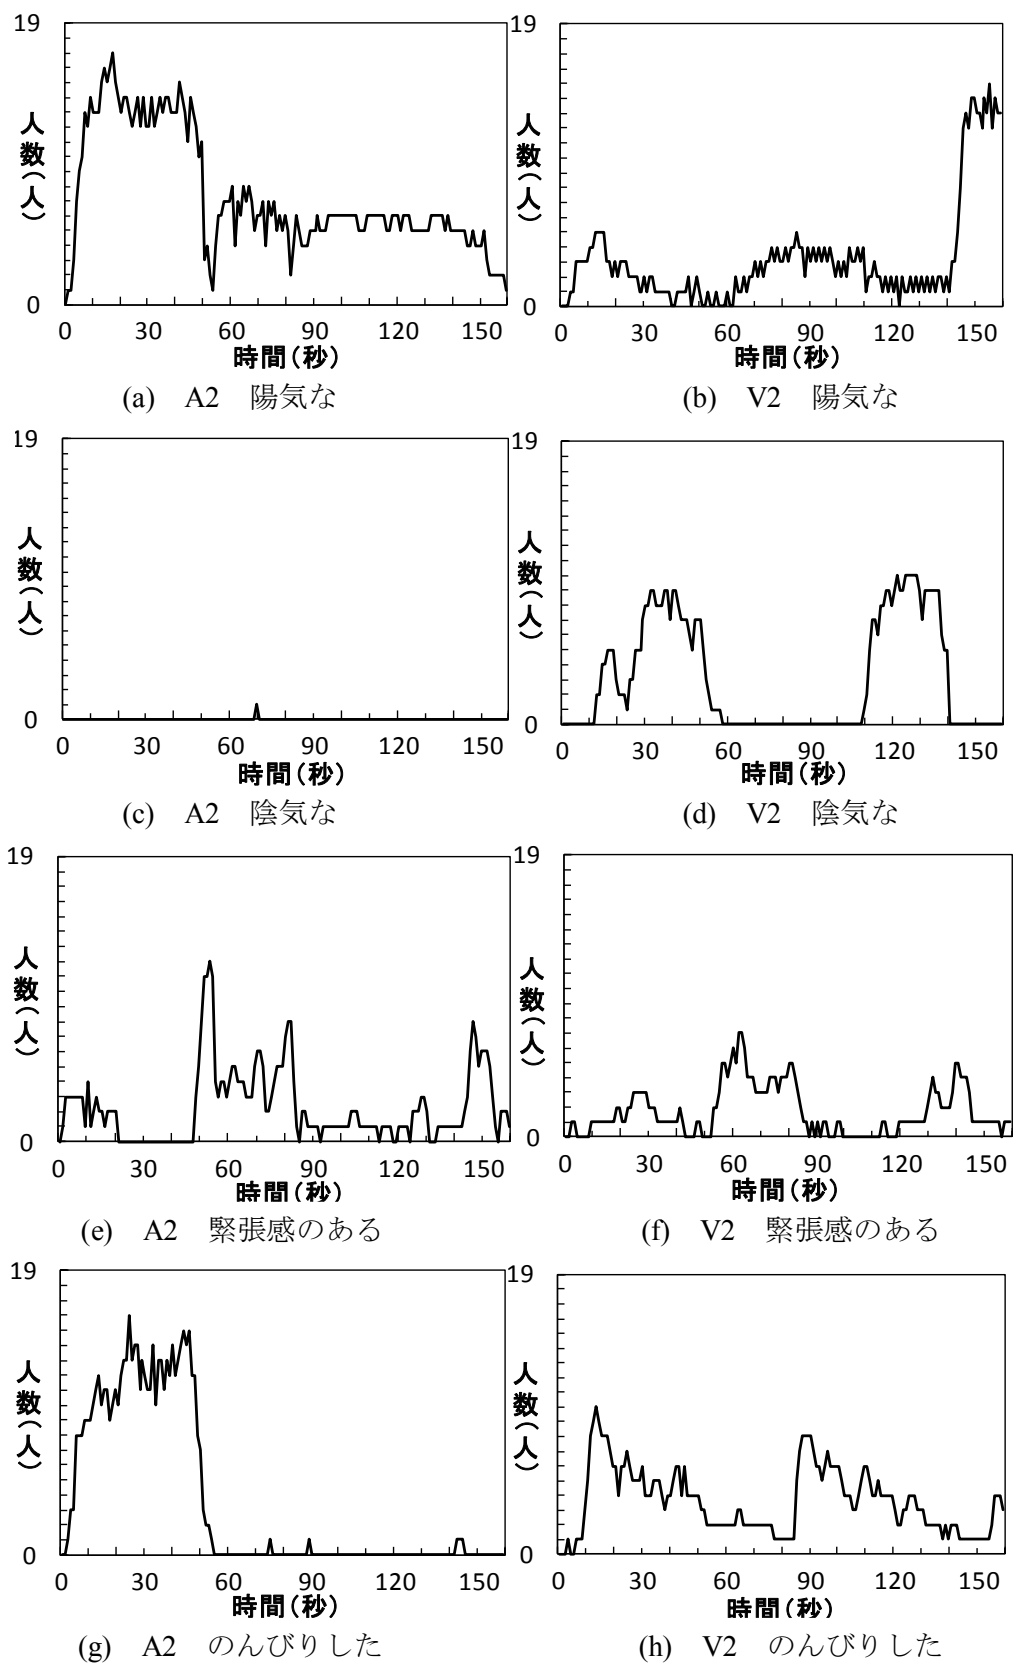 19
人数(人)
0
0 30 60 90 120 150
時間(秒)
(a) A2 陽気な
19
人数(人)
0
0 30 60 90 120 150
時間(秒)
(b) V2 陽気な
19
人数(人)
0
0 30 60 90 120 150
時間(秒)
(c) A2 陰気な
19
人数(人)
0
0 30 60 90 120 150
時間(秒)
(d) V2 陰気な
19
人数(人)
0
0 30 60 90 120 150
時間(秒)
(e) A2 緊張感のある
19
人数(人)
0
0 30 60 90 120 150
時間(秒)
(f) V2 緊張感のある
19
人数(人)
0
0 30 60 90 120 150
時間(秒)
(g) A2 のんびりした
19
人数(人)
0
0 30 60 90 120 150
時間(秒)
(h) V2 のんびりした